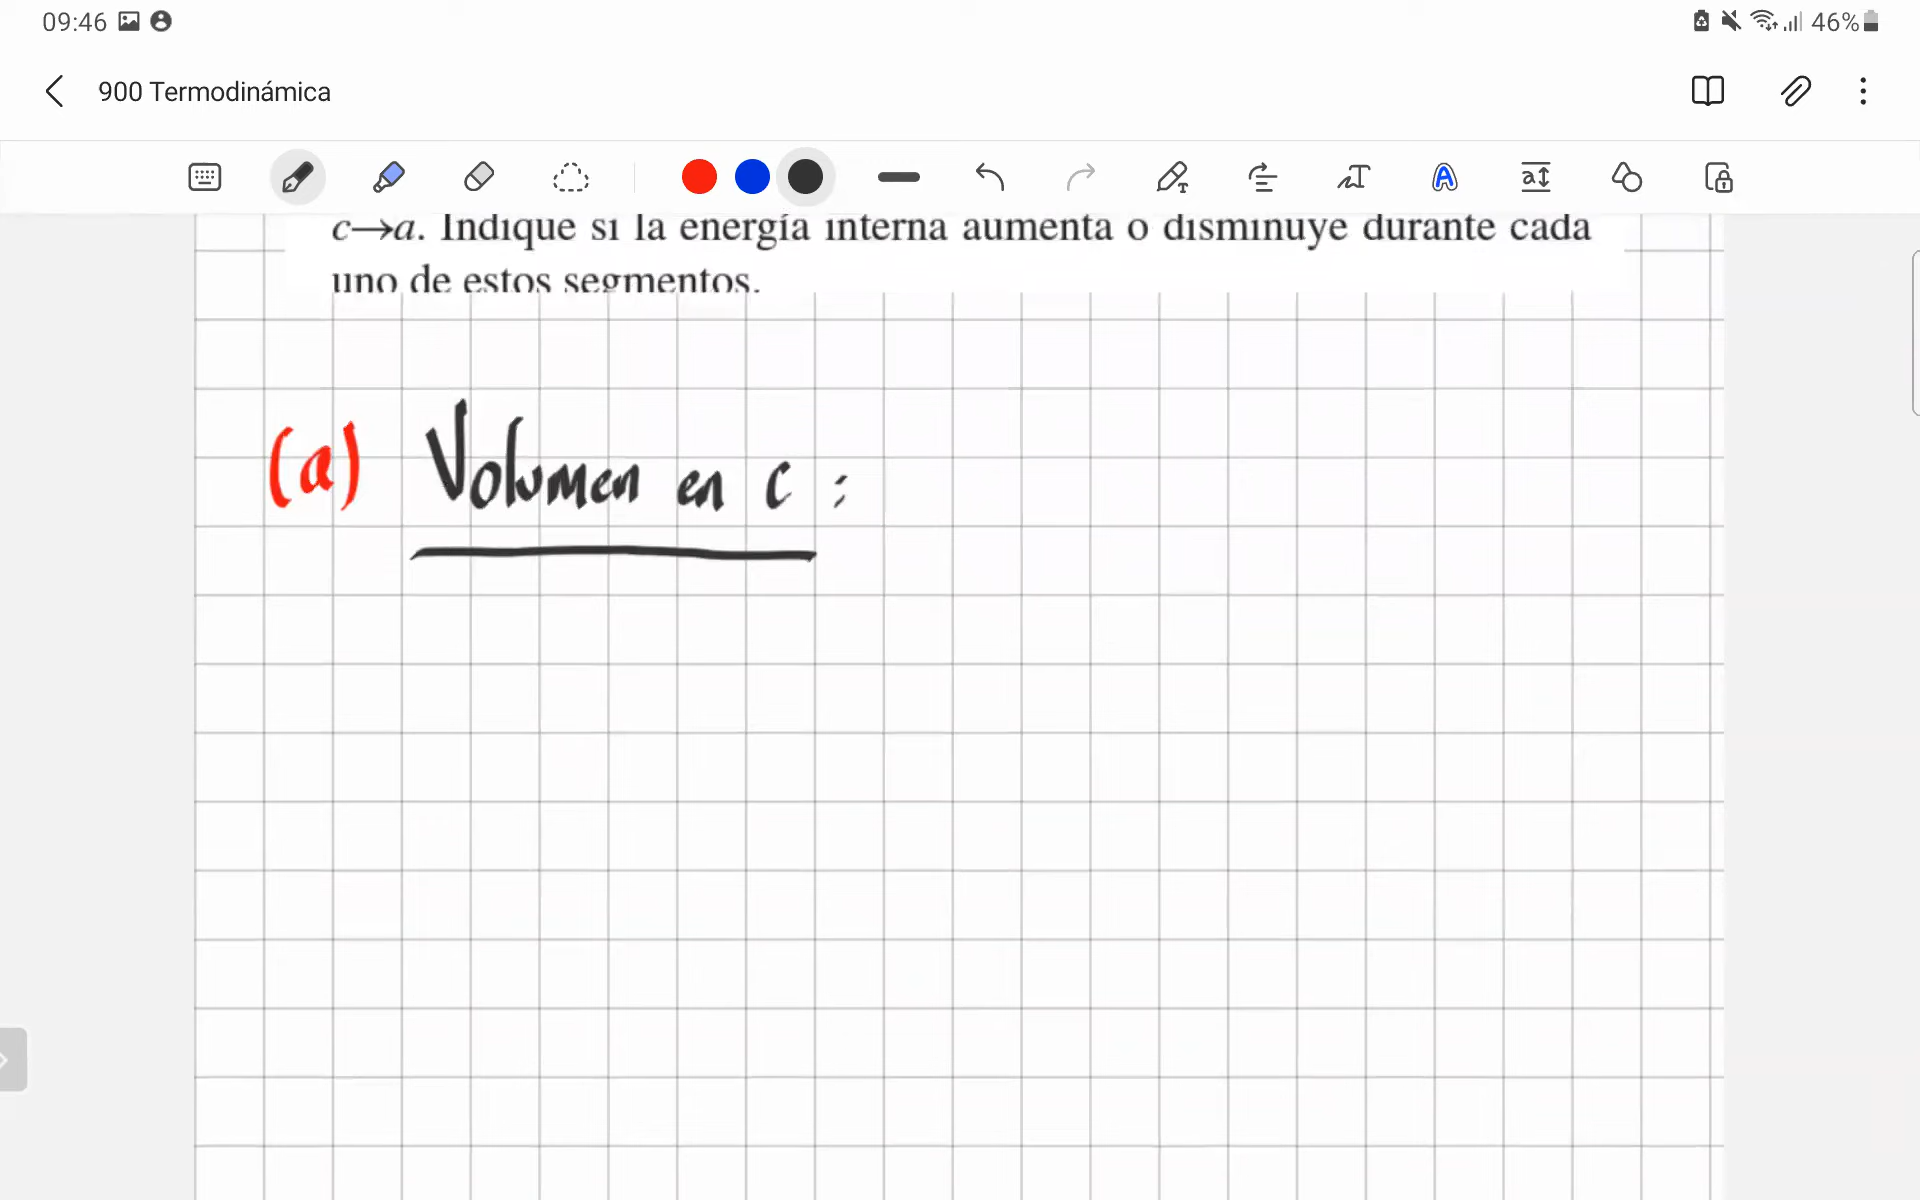 09:46
46%
900 Termodinámica
c→a. Indique si la energía interna aumenta o disminuye durante cada
uno de estos segmentos.
(a) Volumen en c :